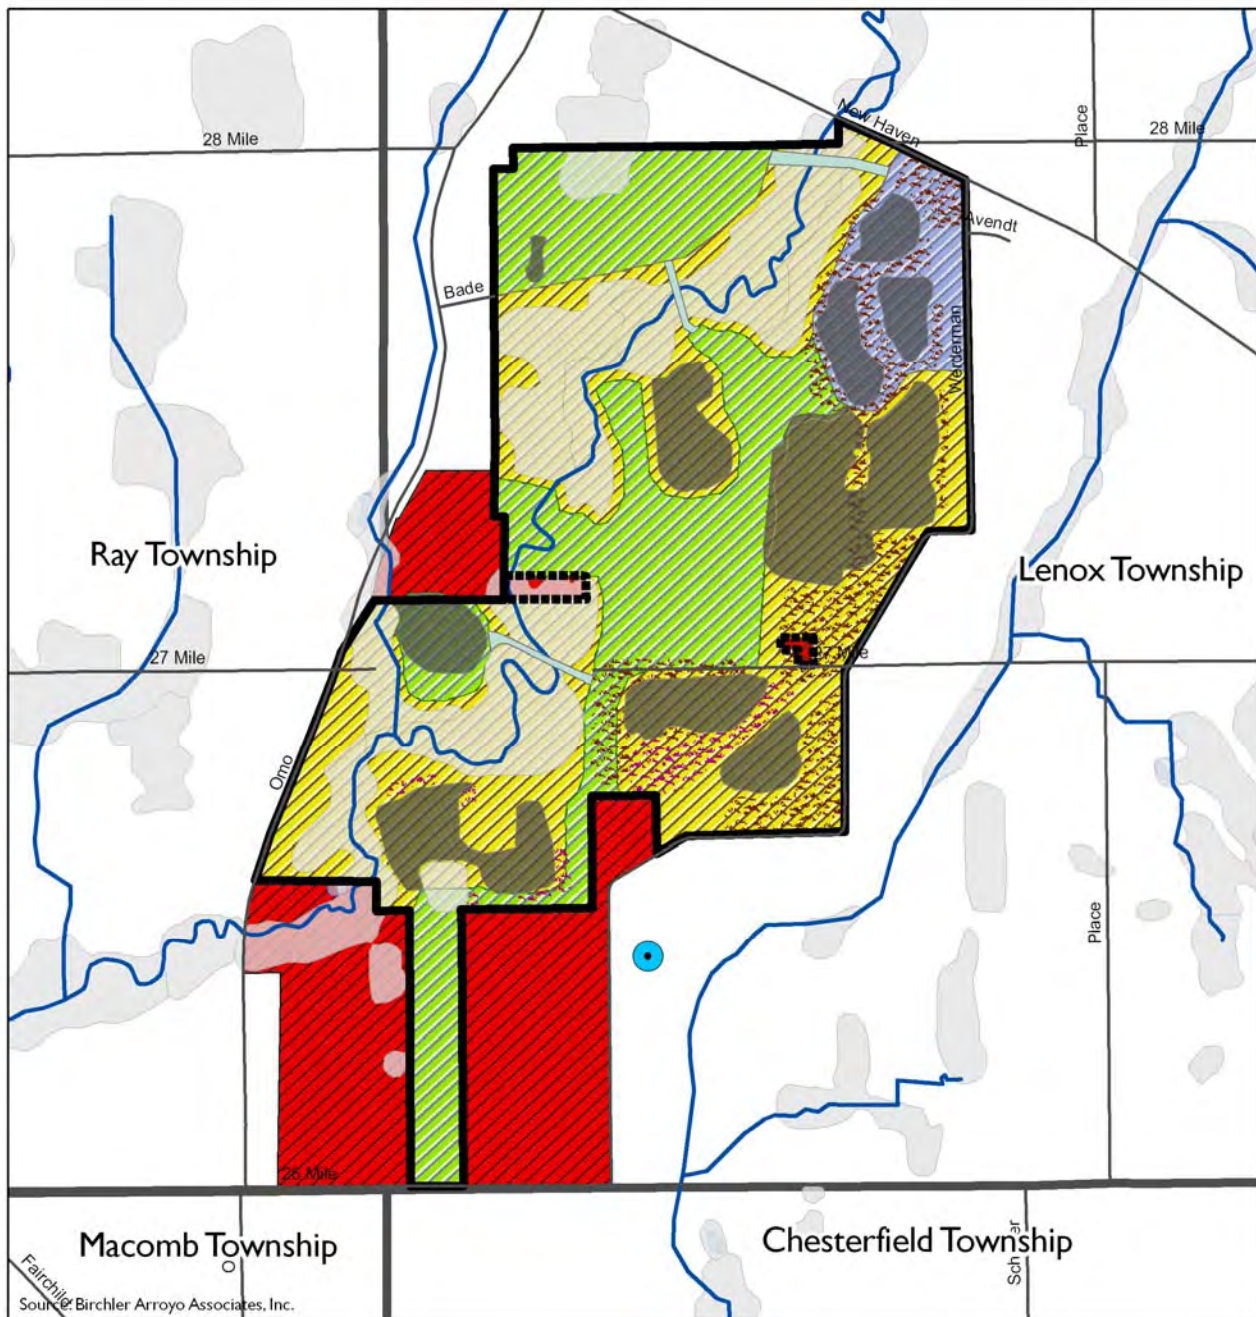 New Haven
28 Mile
Place
28 Mile
Avendt
Bade
Werderman
Ray Township
Lenox Township
27 Mile
27 Mile
Omo
Place
26 Mile
Macomb Township
Chesterfield Township
Fairchild
Source: Birchler Arroyo Associates, Inc.